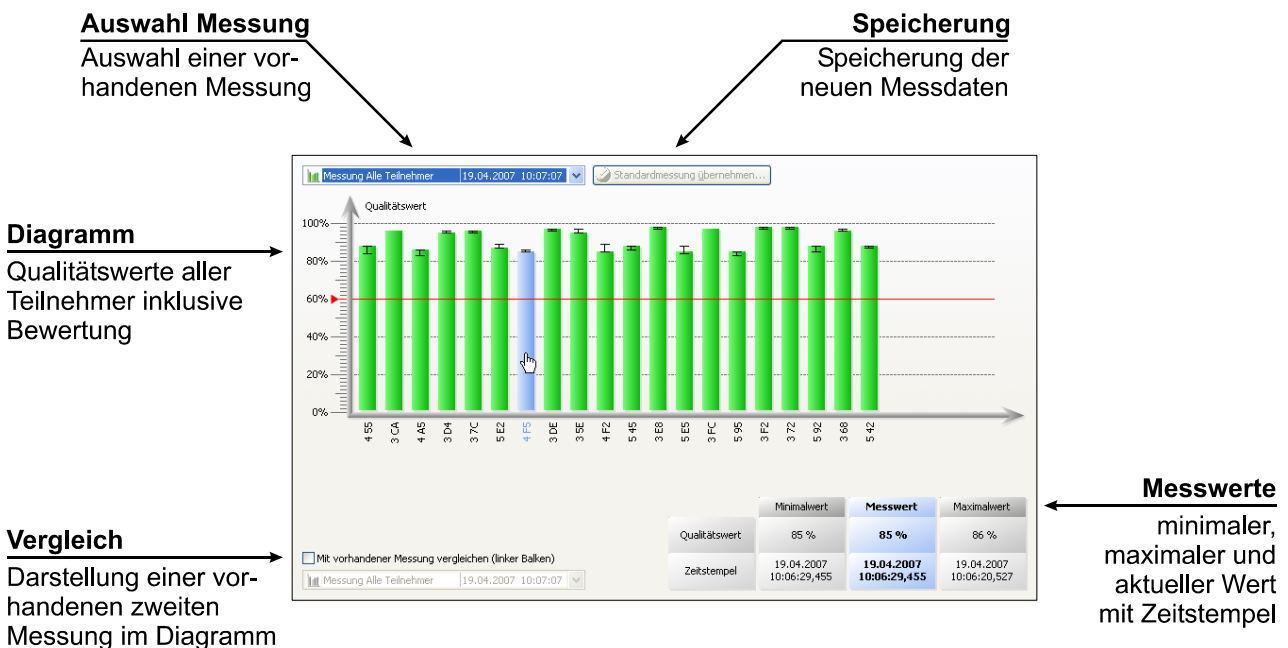 Auswahl Messung
Auswahl einer vor-
handenen Messung
Speicherung
Speicherung der
neuen Messdaten
Messung Alle Teilnehmer 19.04.2007 10:07:07
Standardmessung übernehmen...
Diagramm
Qualitätswerte aller
Teilnehmer inklusive
Bewertung
Qualitätswert
100%
80%
60%
40%
20%
0%
4 55 3 CA 4 A5 3 D4 3 7C 5 E2 4 F5 3 DE 3 5E 4 F2 5 45 3 E8 5 E5 3 FC 5 95 3 F2 3 72 5 92 3 68 5 42
Vergleich
Darstellung einer vor-
handenen zweiten
Messung im Diagramm
Mit vorhandener Messung vergleichen (linker Balken)
Messung Alle Teilnehmer 19.04.2007 10:07:07
Minimalwert Messwert Maximalwert
Qualitätswert 85 % 85 % 86 %
Zeitstempel 19.04.2007 19.04.2007 19.04.2007
10:06:29,455 10:06:29,455 10:06:20,527
Messwerte
minimaler,
maximaler und
aktueller Wert
mit Zeitstempel